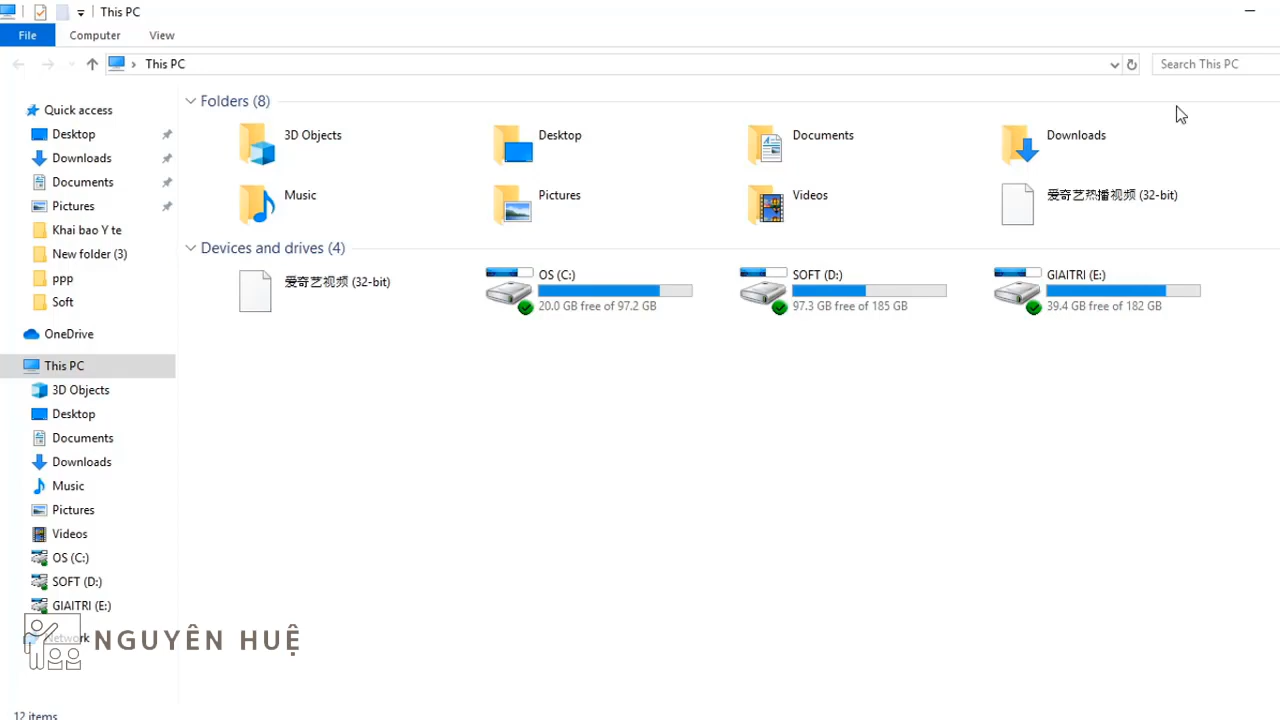 This PC
File Computer View
This PC
Search This PC
Quick access
Desktop
Downloads
Documents
Pictures
Khai bao Y te
New folder (3)
ppp
Soft
OneDrive
This PC
3D Objects
Desktop
Documents
Downloads
Music
Pictures
Videos
OS (C:)
SOFT (D:)
GIAITRI (E:)
Network
NGUYÊN HUỆ
12 items
Folders (8)
3D Objects
Desktop
Documents
Downloads
Music
Pictures
Videos
爱奇艺热播视频 (32-bit)
Devices and drives (4)
爱奇艺视频 (32-bit)
OS (C:)
20.0 GB free of 97.2 GB
SOFT (D:)
97.3 GB free of 185 GB
GIAITRI (E:)
39.4 GB free of 182 GB